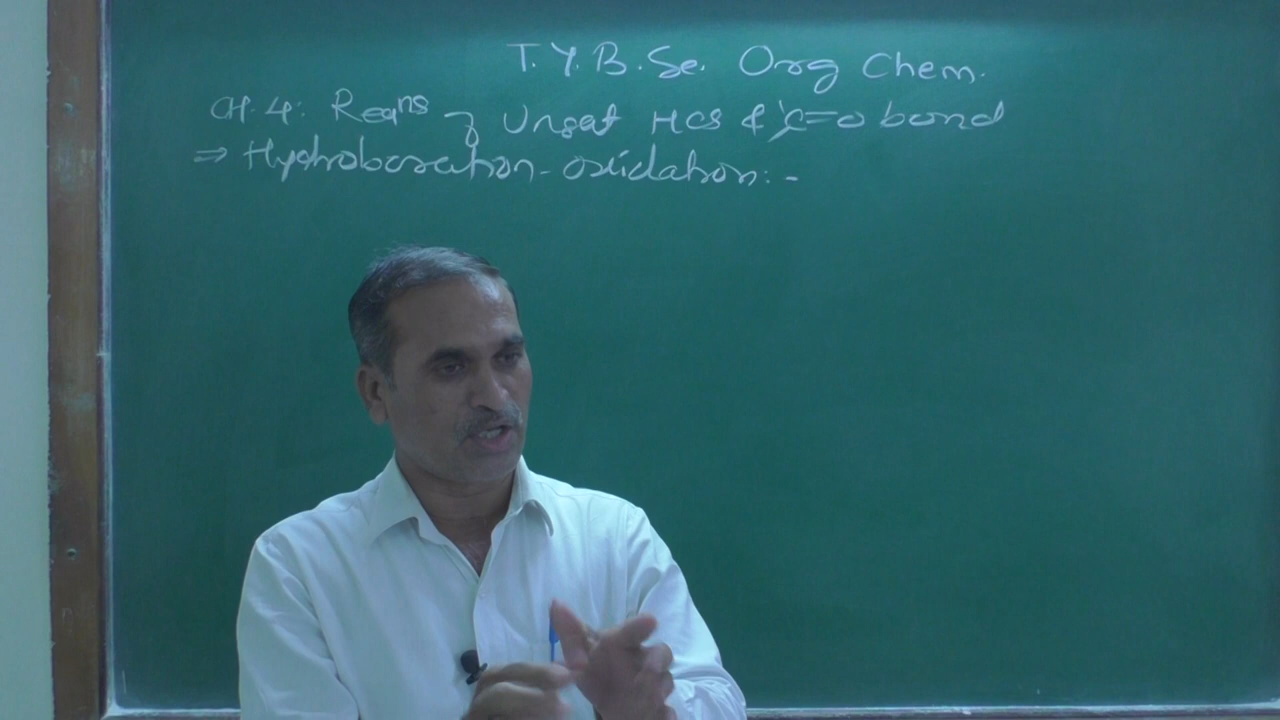 T.Y.B.Sc. Org Chem.
CH.4: Reans of Unsat HCs & >C=O bond
⇒ Hydroboration-oxidation:-